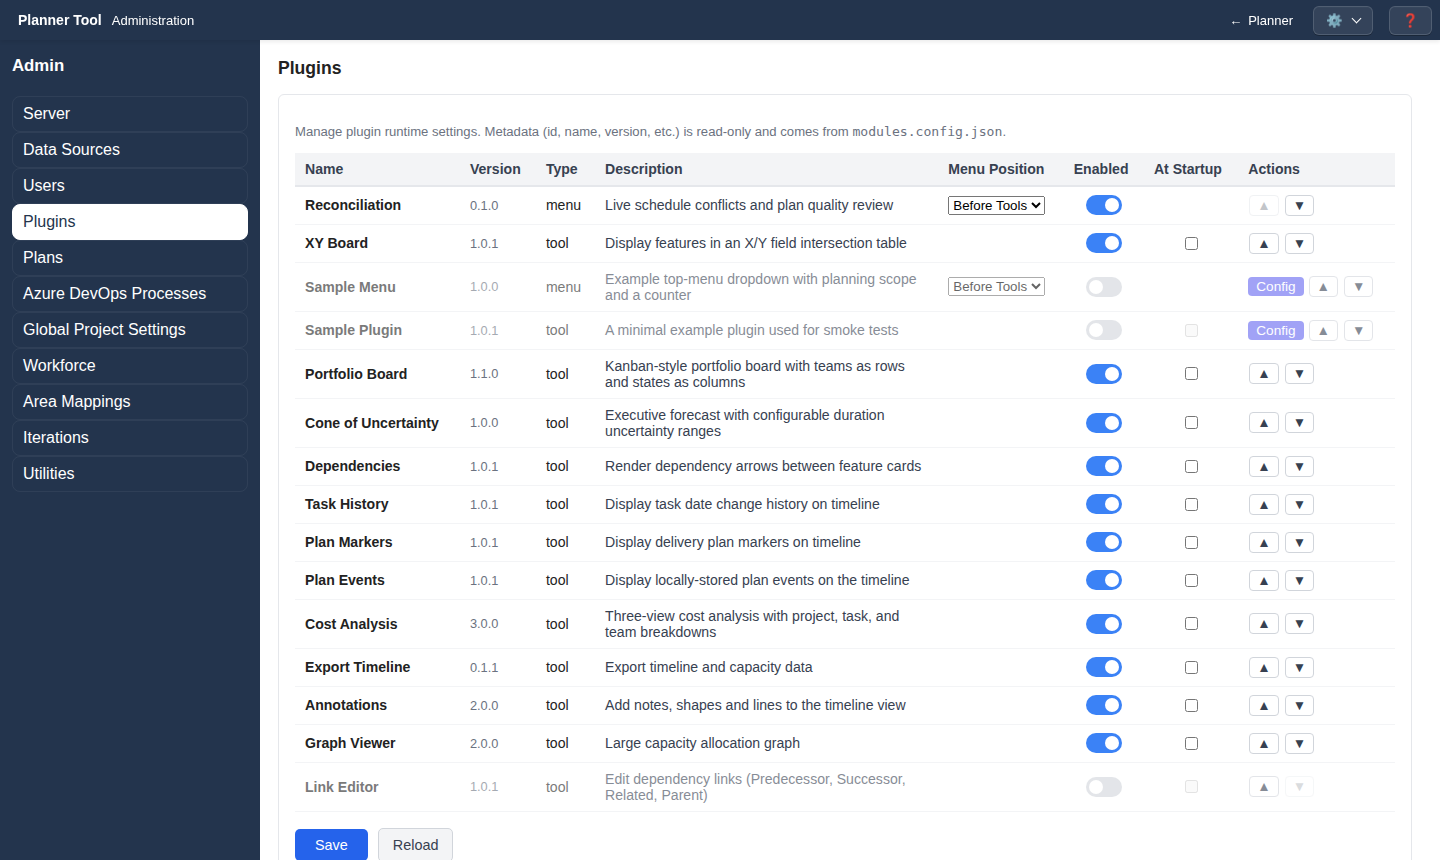 Planner Tool Administration
← Planner
Admin
Server
Data Sources
Users
Plugins
Plans
Azure DevOps Processes
Global Project Settings
Workforce
Area Mappings
Iterations
Utilities
Plugins
Manage plugin runtime settings. Metadata (id, name, version, etc.) is read-only and comes from modules.config.json.
Name Version Type Description Menu Position Enabled At Startup Actions
Reconciliation 0.1.0 menu Live schedule conflicts and plan quality review Before Tools ▲ ▼
XY Board 1.0.1 tool Display features in an X/Y field intersection table ▲ ▼
Sample Menu 1.0.0 menu Example top-menu dropdown with planning scope
and a counter Before Tools Config ▲ ▼
Sample Plugin 1.0.1 tool A minimal example plugin used for smoke tests Config ▲ ▼
Portfolio Board 1.1.0 tool Kanban-style portfolio board with teams as rows
and states as columns ▲ ▼
Cone of Uncertainty 1.0.0 tool Executive forecast with configurable duration
uncertainty ranges ▲ ▼
Dependencies 1.0.1 tool Render dependency arrows between feature cards ▲ ▼
Task History 1.0.1 tool Display task date change history on timeline ▲ ▼
Plan Markers 1.0.1 tool Display delivery plan markers on timeline ▲ ▼
Plan Events 1.0.1 tool Display locally-stored plan events on the timeline ▲ ▼
Cost Analysis 3.0.0 tool Three-view cost analysis with project, task, and
team breakdowns ▲ ▼
Export Timeline 0.1.1 tool Export timeline and capacity data ▲ ▼
Annotations 2.0.0 tool Add notes, shapes and lines to the timeline view ▲ ▼
Graph Viewer 2.0.0 tool Large capacity allocation graph ▲ ▼
Link Editor 1.0.1 tool Edit dependency links (Predecessor, Successor,
Related, Parent) ▲ ▼
Save Reload